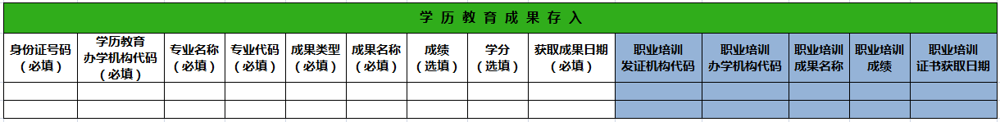 学历教育成果存入
身份证号码
（必填）
学历教育
办学机构代码
（必填）
专业名称
（必填）
专业代码
（必填）
成果类型
（必填）
成果名称
（必填）
成绩
（选填）
学分
（选填）
获取成果日期
（必填）
职业培训
发证机构代码
职业培训
办学机构代码
职业培训
成果名称
职业培训
成绩
职业培训
证书获取日期